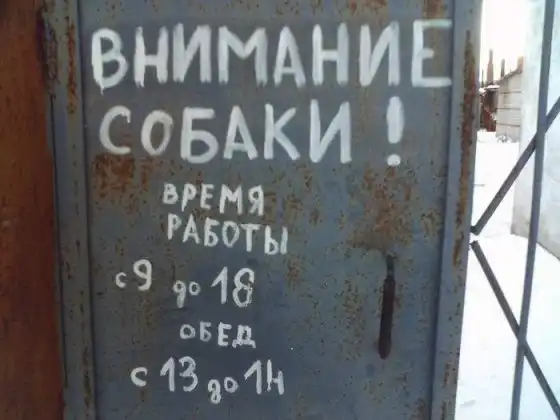 ВНИМАНИЕ
СОБАКИ !
ВРЕМЯ
РАБОТЫ
с 9 до 18
ОБЕД
с 13 до 14